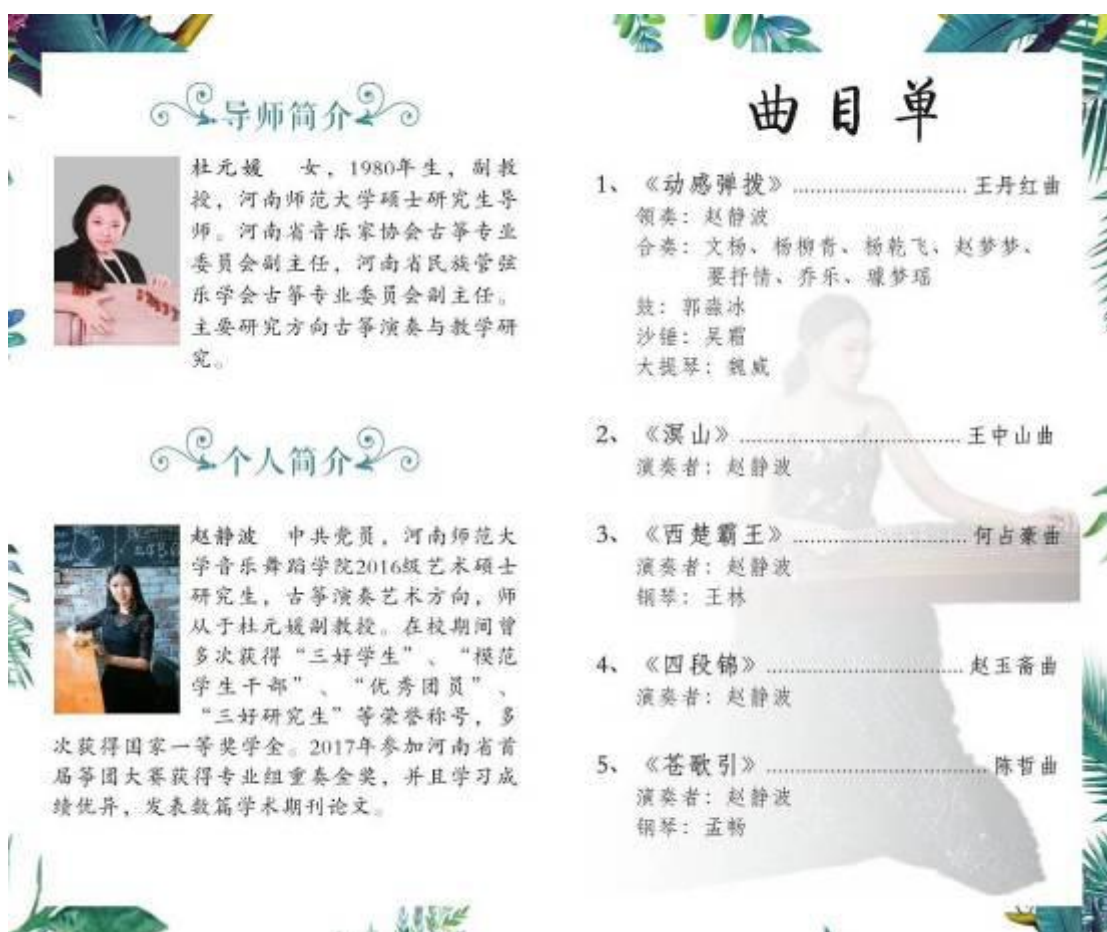 导师简介
杜元媛 女，1980年生，副教
授，河南师范大学硕士研究生导
师。河南省音乐家协会古筝专业
委员会副主任，河南省民族管弦
乐学会古筝专业委员会副主任。
主要研究方向古筝演奏与教学研
究。
个人简介
赵静波 中共党员，河南师范大
学音乐舞蹈学院2016级艺术硕士
研究生，古筝演奏艺术方向，师
从于杜元媛副教授。在校期间曾
多次获得“三好学生”、“模范
学生干部”、“优秀团员”、
“三好研究生”等荣誉称号，多
次获得国家一等奖学金。2017年参加河南省首
届筝团大赛获得专业组重奏金奖，并且学习成
绩优异，发表数篇学术期刊论文。
曲目单
1、《动感弹拨》................................王丹红曲
领奏：赵静波
合奏：文杨、杨柳青、杨乾飞、赵梦梦、
要抒情、乔乐、璩梦瑶
鼓：郭淼冰
沙锤：吴霜
大提琴：魏威
2、《溟山》........................................王中山曲
演奏者：赵静波
3、《西楚霸王》................................何占豪曲
演奏者：赵静波
钢琴：王林
4、《四段锦》....................................赵玉斋曲
演奏者：赵静波
5、《苍歌引》........................................陈哲曲
演奏者：赵静波
钢琴：孟畅